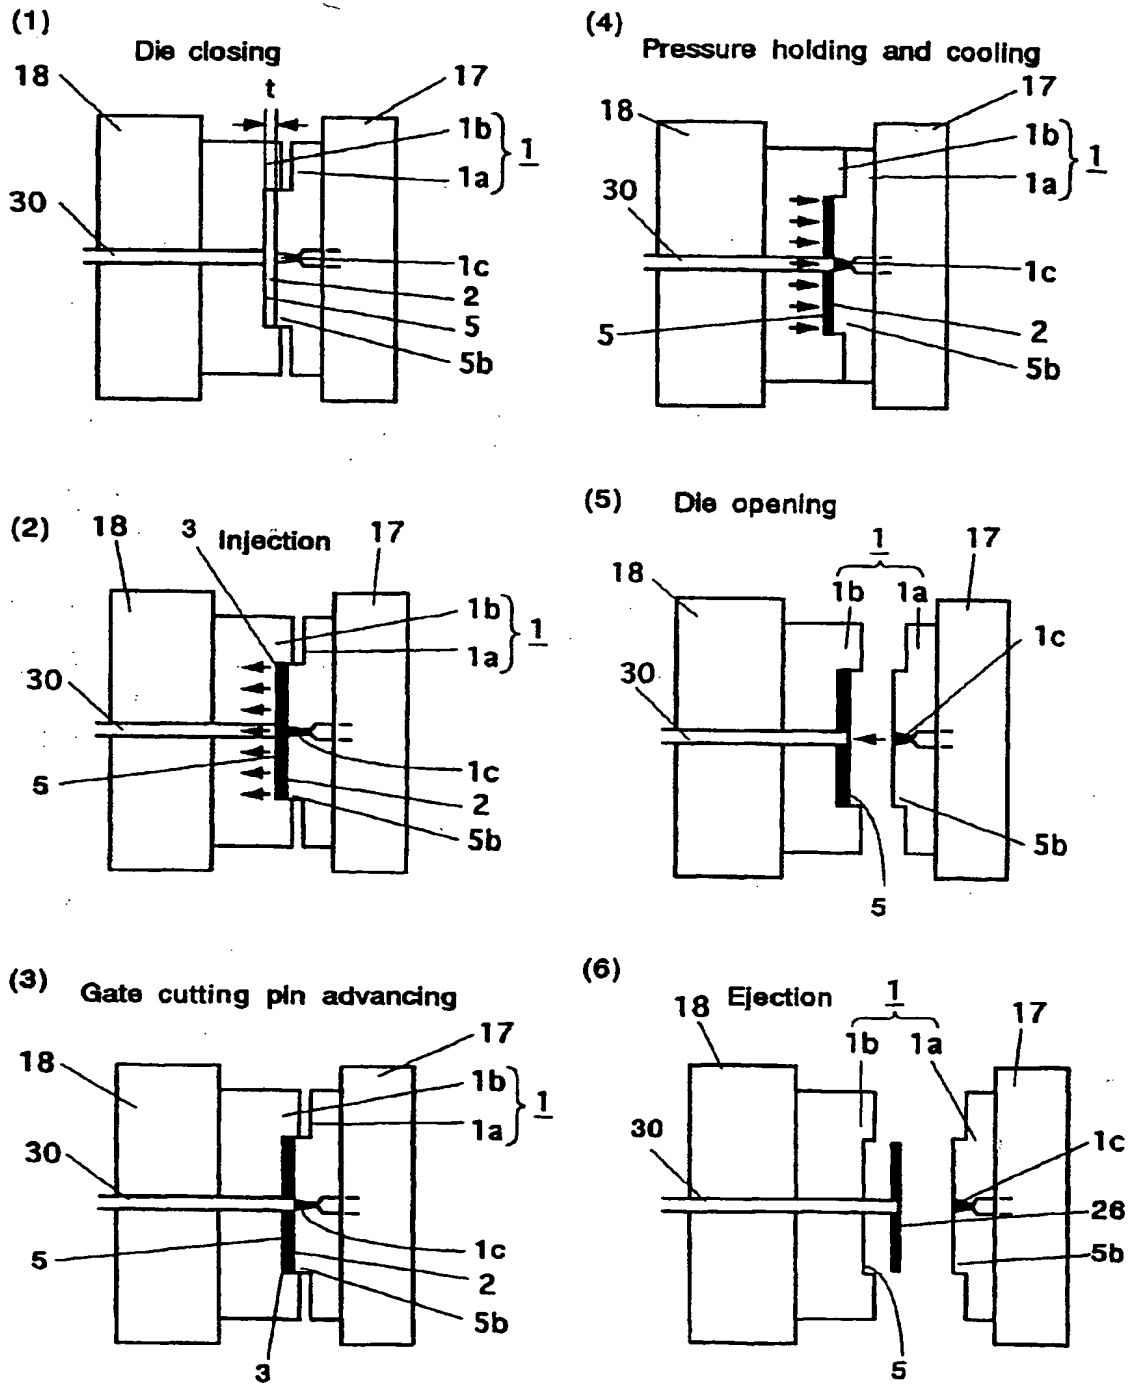 (1)
Die closing
18
t
17
1b
1a
1
30
1c
2
5
5b
(2)
18
3
Injection
17
1b
1a
1
30
5
1c
2
5b
(3)
Gate cutting pin advancing
18
17
1b
1a
1
30
5
1c
2
5b
3
(4)
Pressure holding and cooling
18
17
1b
1a
1
30
1c
5
2
5b
(5)
Die opening
1
17
18
1b
1a
1c
30
5b
5
(6)
18
Ejection
1
17
1b
1a
30
1c
28
5b
5